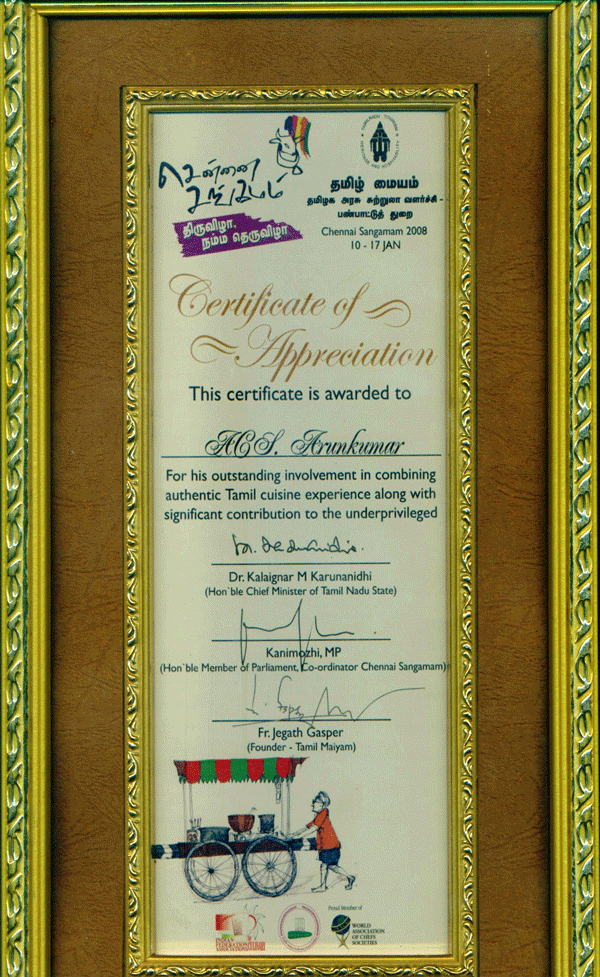 சென்னை
சங்கமம்
திருவிழா,
நம்ம தெருவிழா
தமிழ் மையம்
தமிழக அரசு சுற்றுலா வளர்ச்சி -
பண்பாட்டுத் துறை
Chennai Sangamam 2008
10 - 17 JAN
Certificate of
Appreciation
This certificate is awarded to
ACS. Arunkumar
For his outstanding involvement in combining
authentic Tamil cuisine experience along with
significant contribution to the underprivileged
Dr. Kalaignar M Karunanidhi
(Hon`ble Chief Minister of Tamil Nadu State)
Kanimozhi, MP
(Hon`ble Member of Parliament, Co-ordinator Chennai Sangamam)
Fr. Jegath Gasper
(Founder - Tamil Maiyam)
Proud Member of
WORLD
ASSOCIATION
OF CHEFS
SOCIETIES